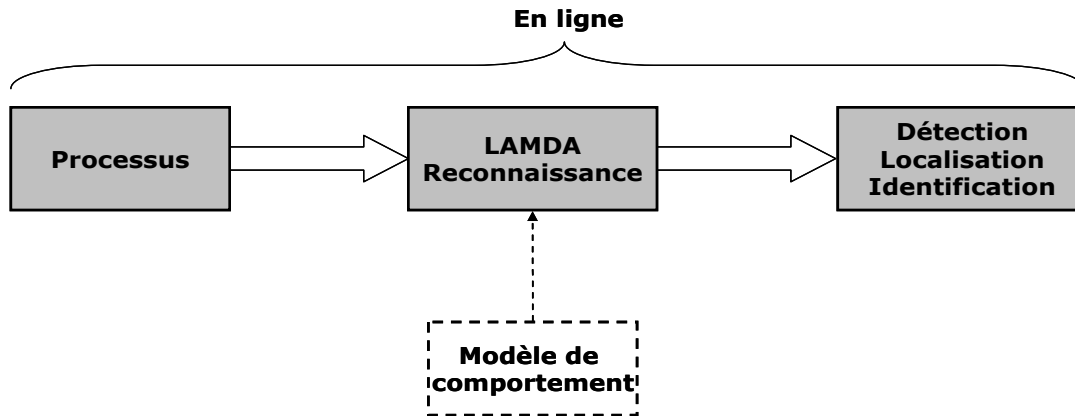 En ligne
Processus
LAMDA
Reconnaissance
Détection
Localisation
Identification
Modèle de
comportement